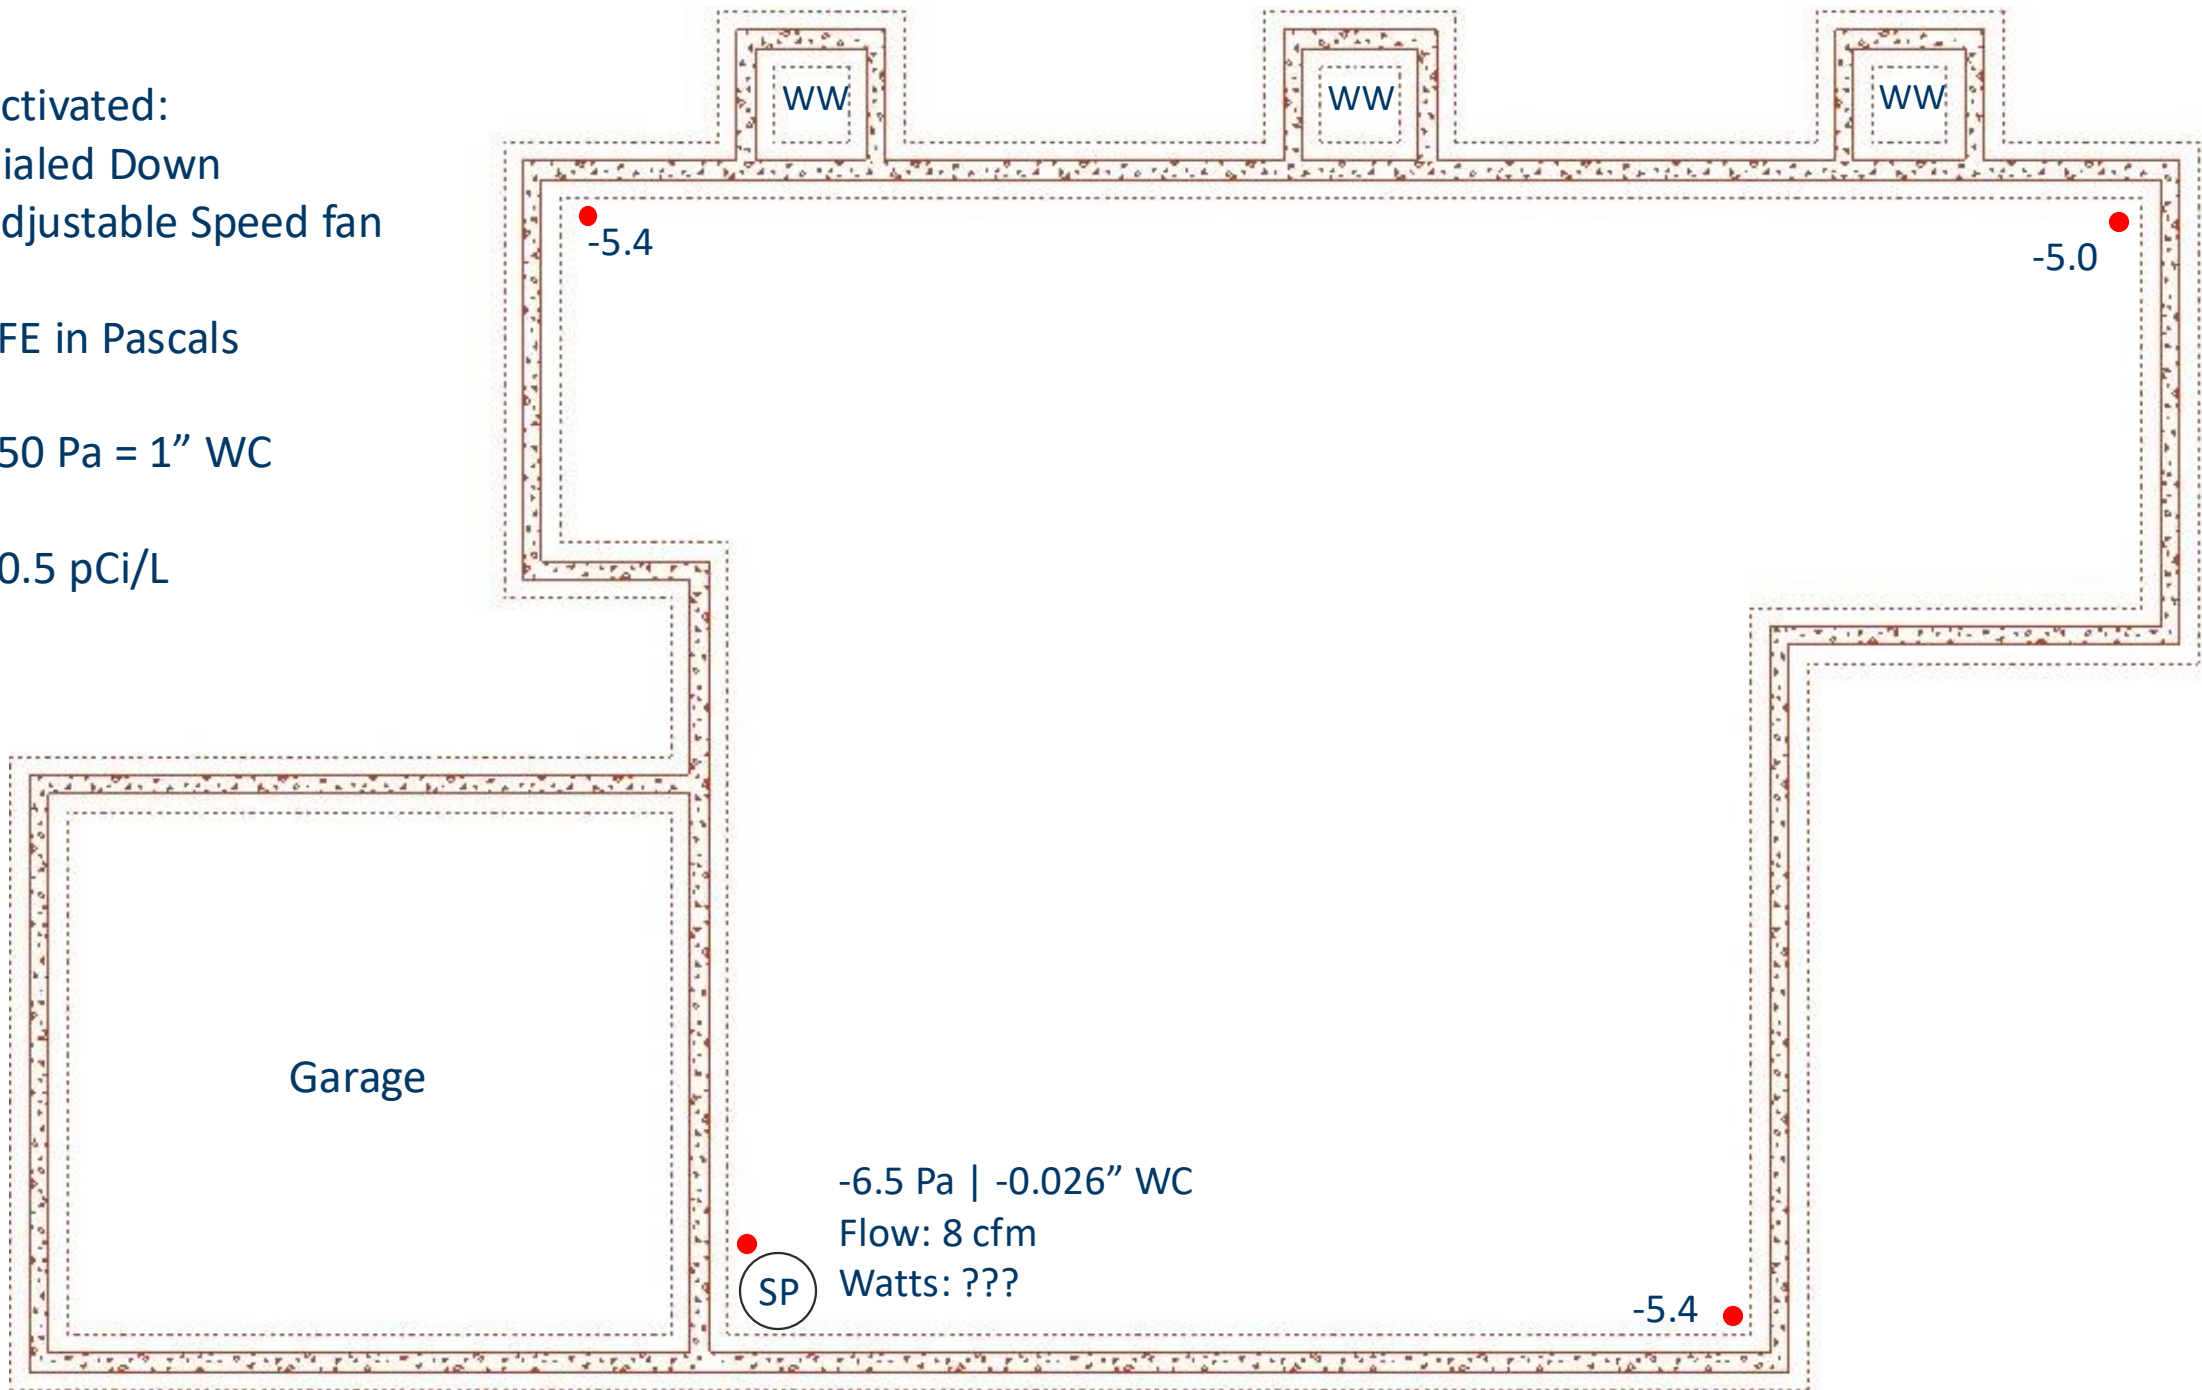 ctivated:
ialed Down
djustable Speed fan
FE in Pascals
50 Pa = 1” WC
0.5 pCi/L
WW
WW
WW
-5.4
-5.0
Garage
-6.5 Pa | -0.026” WC
Flow: 8 cfm
Watts: ???
SP
-5.4